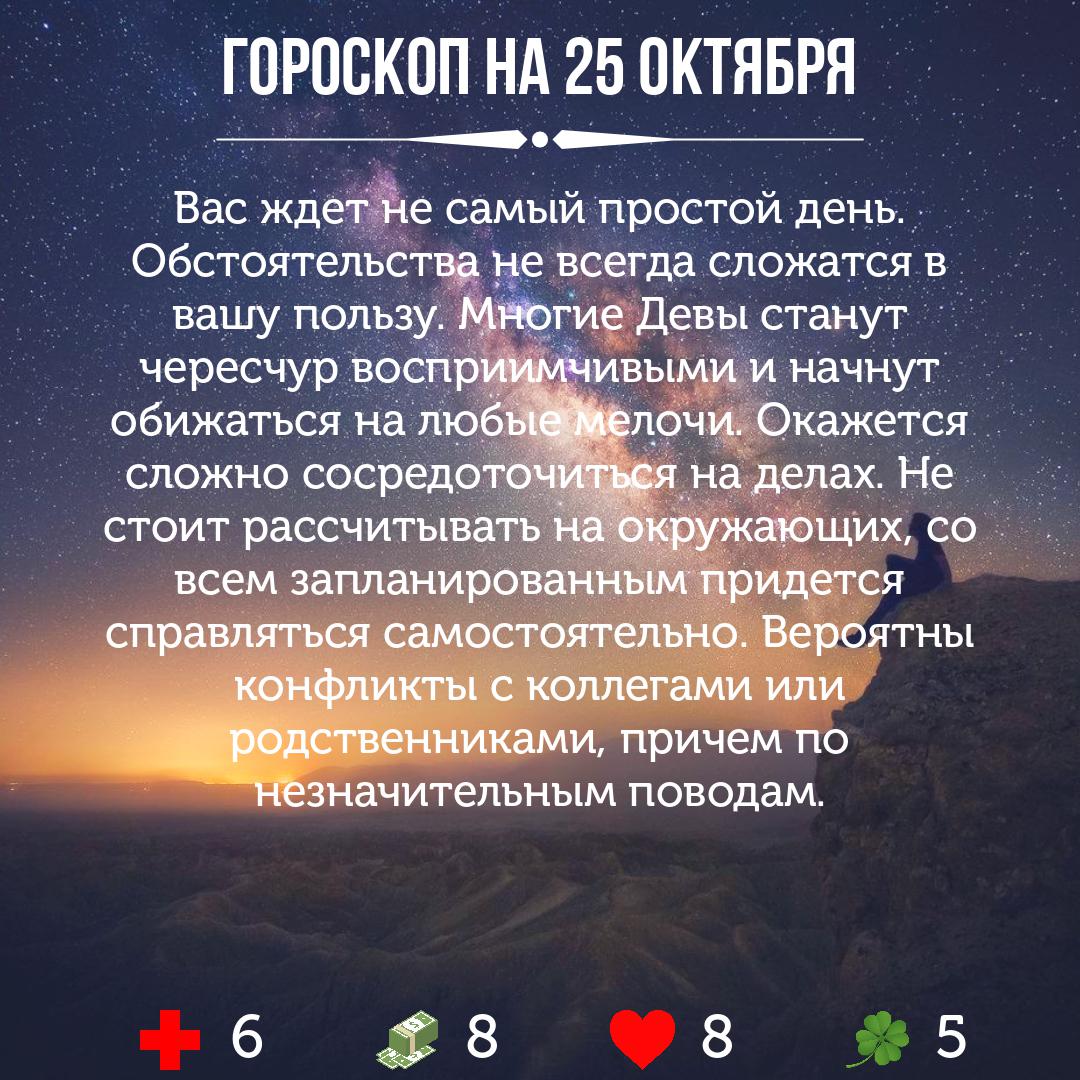 ГОРОСКОП НА 25 ОКТЯБРЯ
Вас ждет не самый простой день.
Обстоятельства не всегда сложатся в
вашу пользу. Многие Девы станут
чересчур восприимчивыми и начнут
обижаться на любые мелочи. Окажется
сложно сосредоточиться на делах. Не
стоит рассчитывать на окружающих, со
всем запланированным придется
справляться самостоятельно. Вероятны
конфликты с коллегами или
родственниками, причем по
незначительным поводам.
6 8 8 5